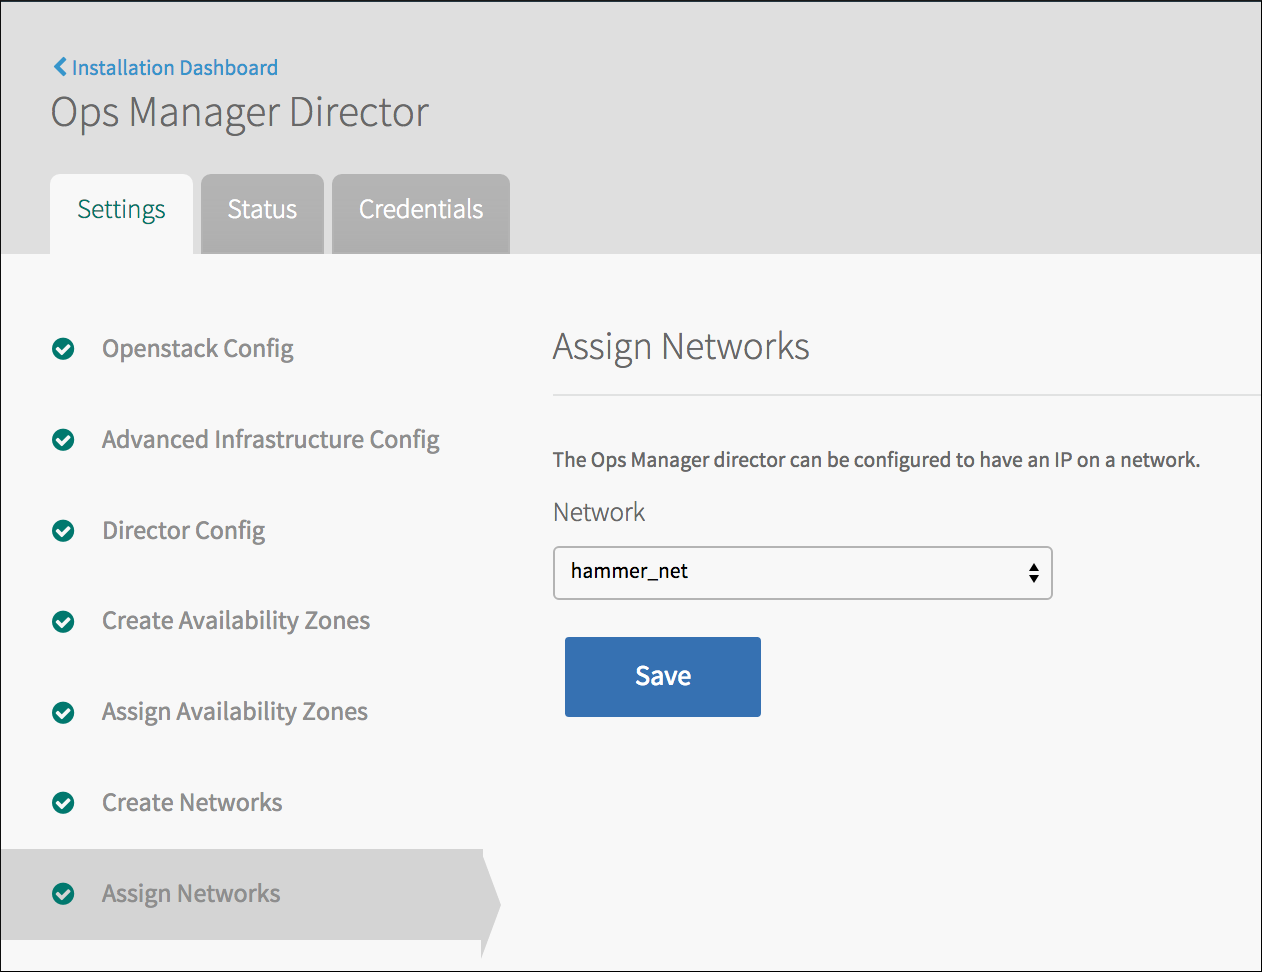 Installation Dashboard
Ops Manager Director
Settings
Status
Credentials
Openstack Config
Advanced Infrastructure Config
Director Config
Create Availability Zones
Assign Availability Zones
Create Networks
Assign Networks
Assign Networks
The Ops Manager director can be configured to have an IP on a network.
Network
hammer_net
Save